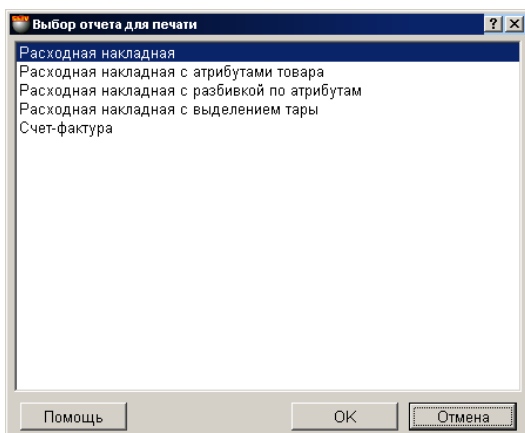 Выбор отчета для печати
Расходная накладная
Расходная накладная с атрибутами товара
Расходная накладная с разбивкой по атрибутам
Расходная накладная с выделением тары
Счет-фактура
Помощь OK Отмена